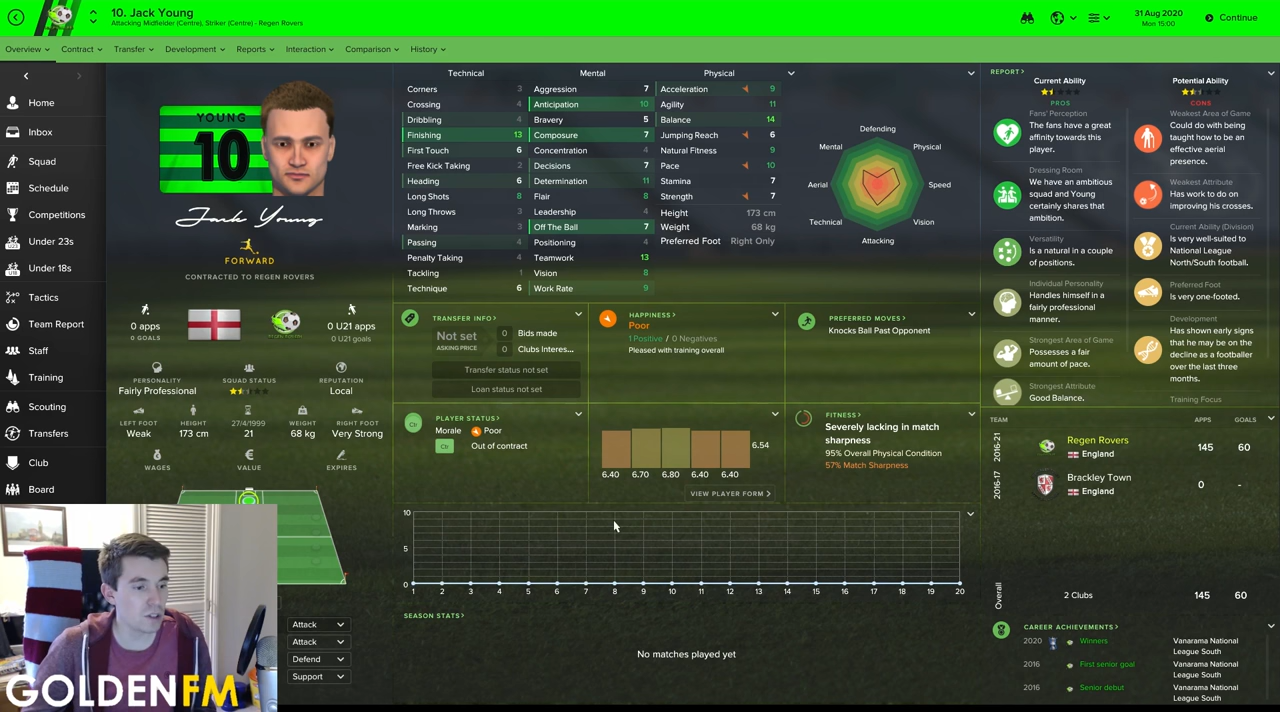 10. Jack Young
Attacking Midfielder (Centre), Striker (Centre) - Regen Rovers
31 Aug 2020
Mon 15:00
Continue
Overview
Contract
Transfer
Development
Reports
Interaction
Comparison
History
Home
Inbox
Squad
Schedule
Competitions
Under 23s
Under 18s
Tactics
Team Report
Staff
Training
Scouting
Transfers
Club
Board
YOUNG
10
Jack Young
FORWARD
CONTRACTED TO REGEN ROVERS
0 apps
0 GOALS
0 U21 apps
0 U21 goals
PERSONALITY
Fairly Professional
SQUAD STATUS
REPUTATION
Local
LEFT FOOT
Weak
HEIGHT
173 cm
27/4/1999
21
WEIGHT
68 kg
RIGHT FOOT
Very Strong
WAGES
VALUE
EXPIRES
Attack
Attack
Defend
Support
GOLDENFM
Technical
Corners 3
Crossing 4
Dribbling 4
Finishing 13
First Touch 6
Free Kick Taking 2
Heading 6
Long Shots 8
Long Throws 3
Marking 3
Passing 4
Penalty Taking 4
Tackling 1
Technique 6
Mental
Aggression 7
Anticipation 10
Bravery 5
Composure 7
Concentration 4
Decisions 7
Determination 11
Flair 8
Leadership 4
Off The Ball 7
Positioning 4
Teamwork 13
Vision 8
Work Rate 9
Physical
Acceleration 9
Agility 11
Balance 14
Jumping Reach 6
Natural Fitness 9
Pace 10
Stamina 7
Strength 7
Height 173 cm
Weight 68 kg
Preferred Foot Right Only
Defending
Physical
Speed
Vision
Attacking
Technical
Aerial
Mental
TRANSFER INFO>
Not set
ASKING PRICE
0 Bids made
0 Clubs Interes...
Transfer status not set
Loan status not set
HAPPINESS>
Poor
1 Positive / 0 Negatives
Pleased with training overall
PREFERRED MOVES>
Knocks Ball Past Opponent
PLAYER STATUS>
Ctr
Morale Poor
Ctr Out of contract
6.54
6.40 6.70 6.80 6.40 6.40
VIEW PLAYER FORM >
FITNESS>
Severely lacking in match
sharpness
95% Overall Physical Condition
57% Match Sharpness
10
5
0
1 2 3 4 5 6 7 8 9 10 11 12 13 14 15 16 17 18 19 20
SEASON STATS>
No matches played yet
REPORT>
Current Ability
PROS
Fans' Perception
The fans have a
great affinity
towards this
player.
Dressing Room
We have an ambitious
squad and Young
certainly shares that
ambition.
Versatility
Is a natural in a couple
of positions.
Individual Personality
Handles himself in a
fairly professional
manner.
Strongest Area of Game
Possesses a fair
amount of pace.
Strongest Attribute
Good Balance.
Potential Ability
CONS
Weakest Area of Game
Could do with being
taught how to be an
effective aerial
presence.
Weakest Attribute
Has work to do on
improving his crosses.
Current Ability (Division)
Is very well-suited to
National League
North/South football.
Preferred Foot
Is very one-footed.
Development
Has shown early signs
that he may be on the
decline as a footballer
over the last three
months.
Training Focus
TEAM APPS GOALS
2016-21 Regen Rovers 145 60
England
2016-17 Brackley Town 0 -
England
Overall 2 Clubs 145 60
CAREER ACHIEVEMENTS>
2020 Winners Vanarama National
League South
2016 First senior goal Vanarama National
League South
2016 Senior debut Vanarama National
League South